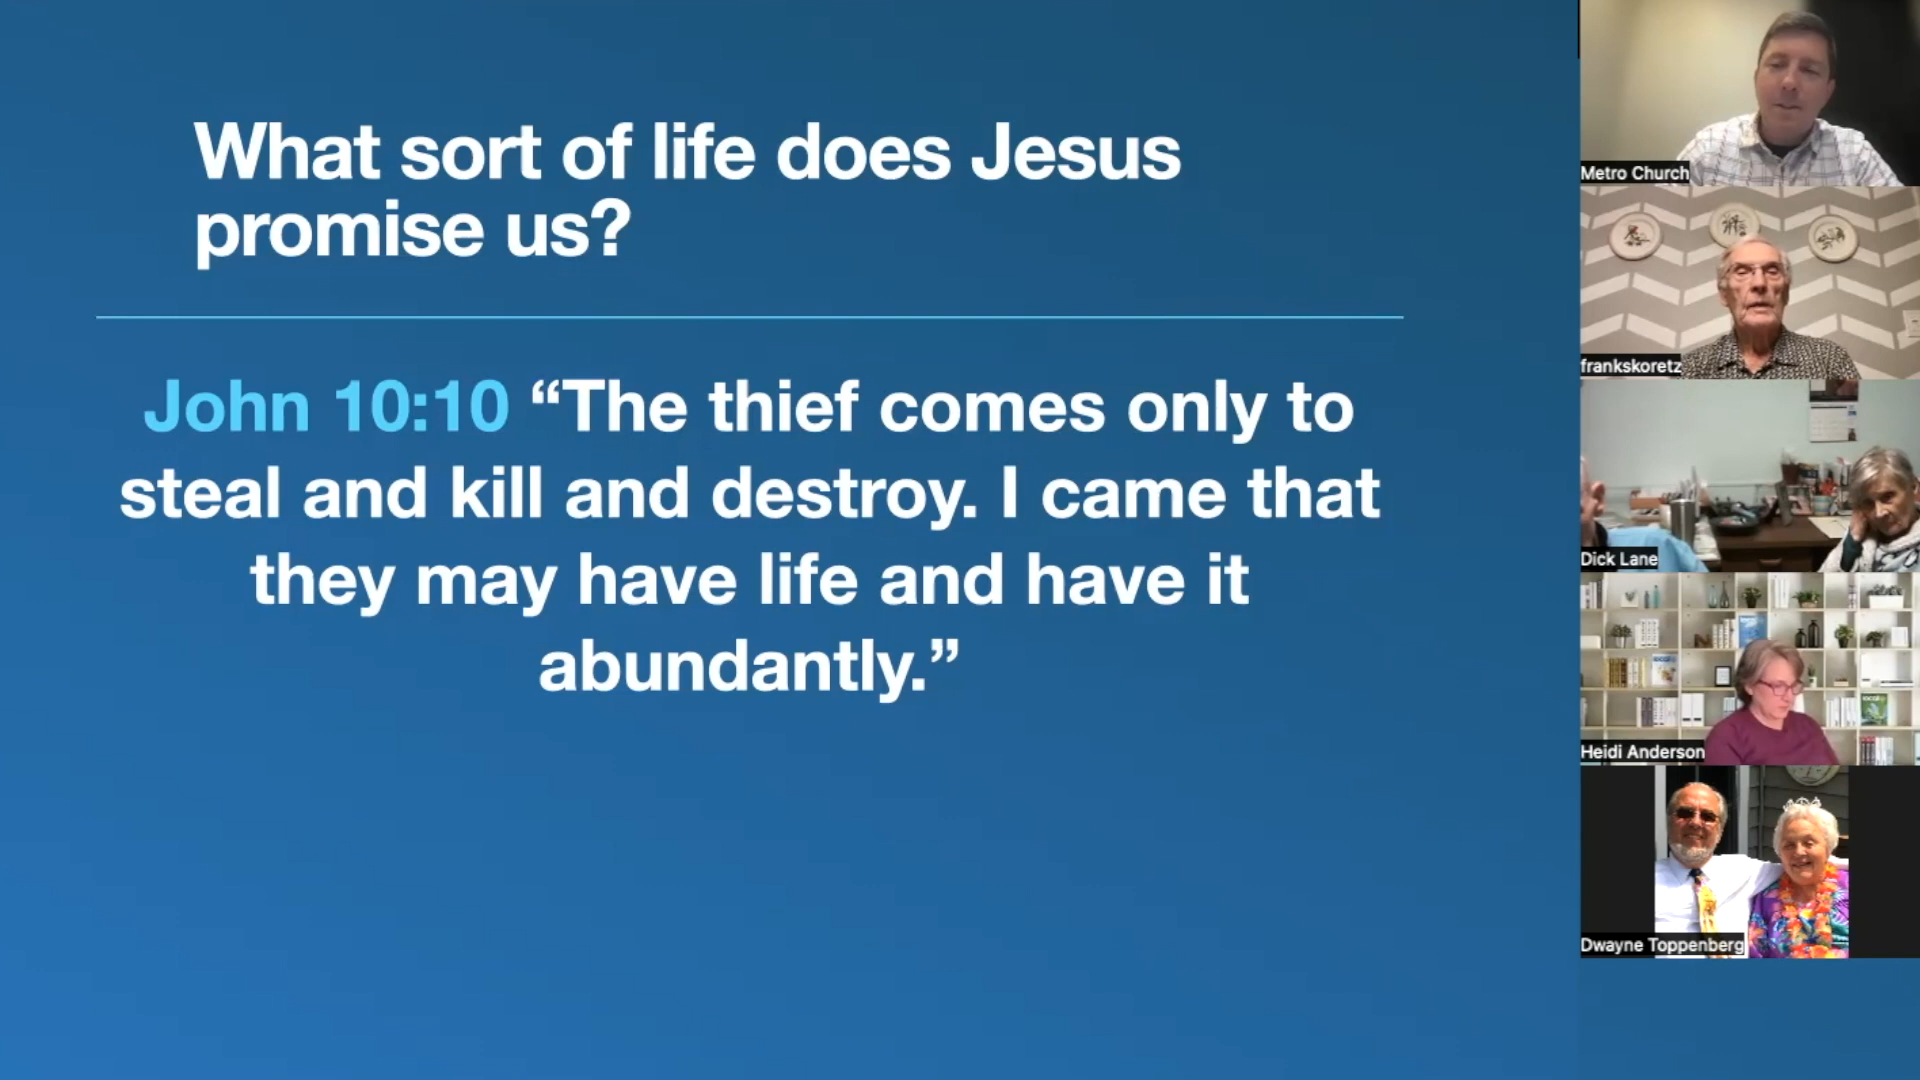 What sort of life does Jesus
promise us?
John 10:10 “The thief comes only to
steal and kill and destroy. I came that
they may have life and have it
abundantly.”
Metro Church
frankskoretz
Dick Lane
Heidi Anderson
Dwayne Toppenberg